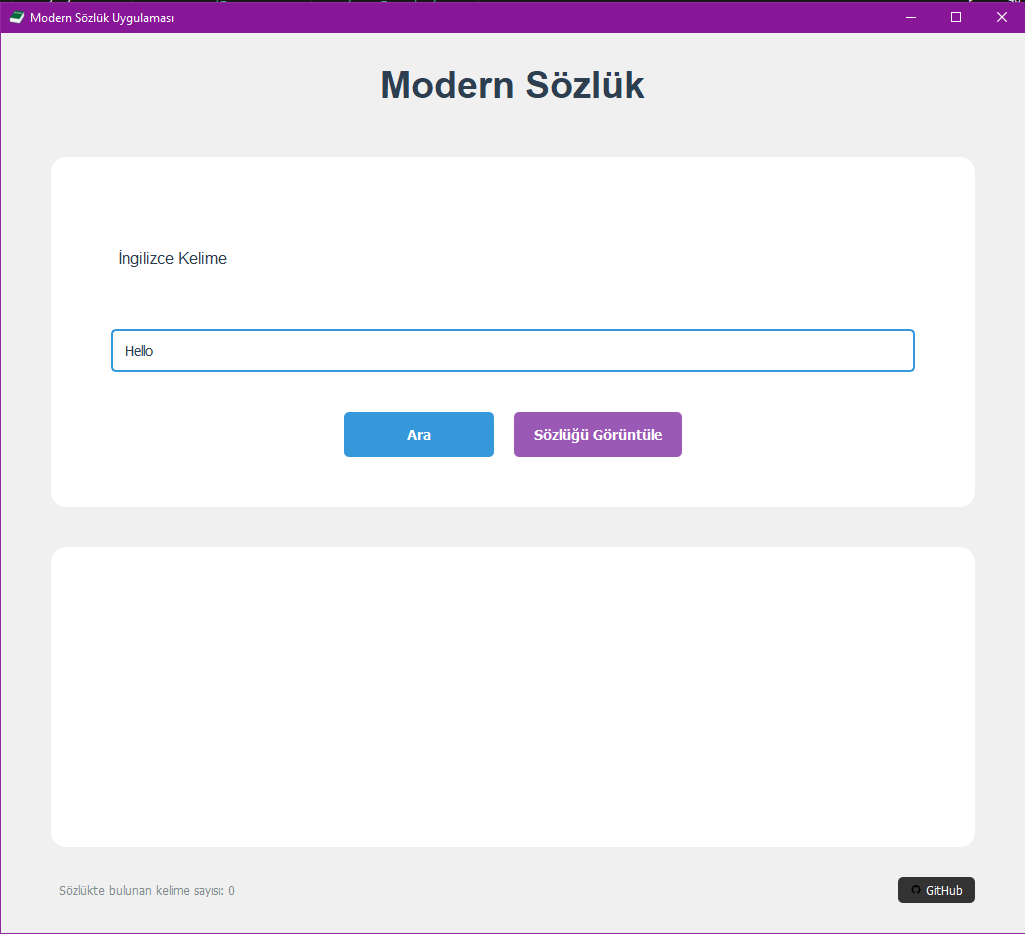 Modern Sözlük Uygulaması
Modern Sözlük
İngilizce Kelime
Hello
Ara
Sözlüğü Görüntüle
Sözlükte bulunan kelime sayısı: 0
GitHub